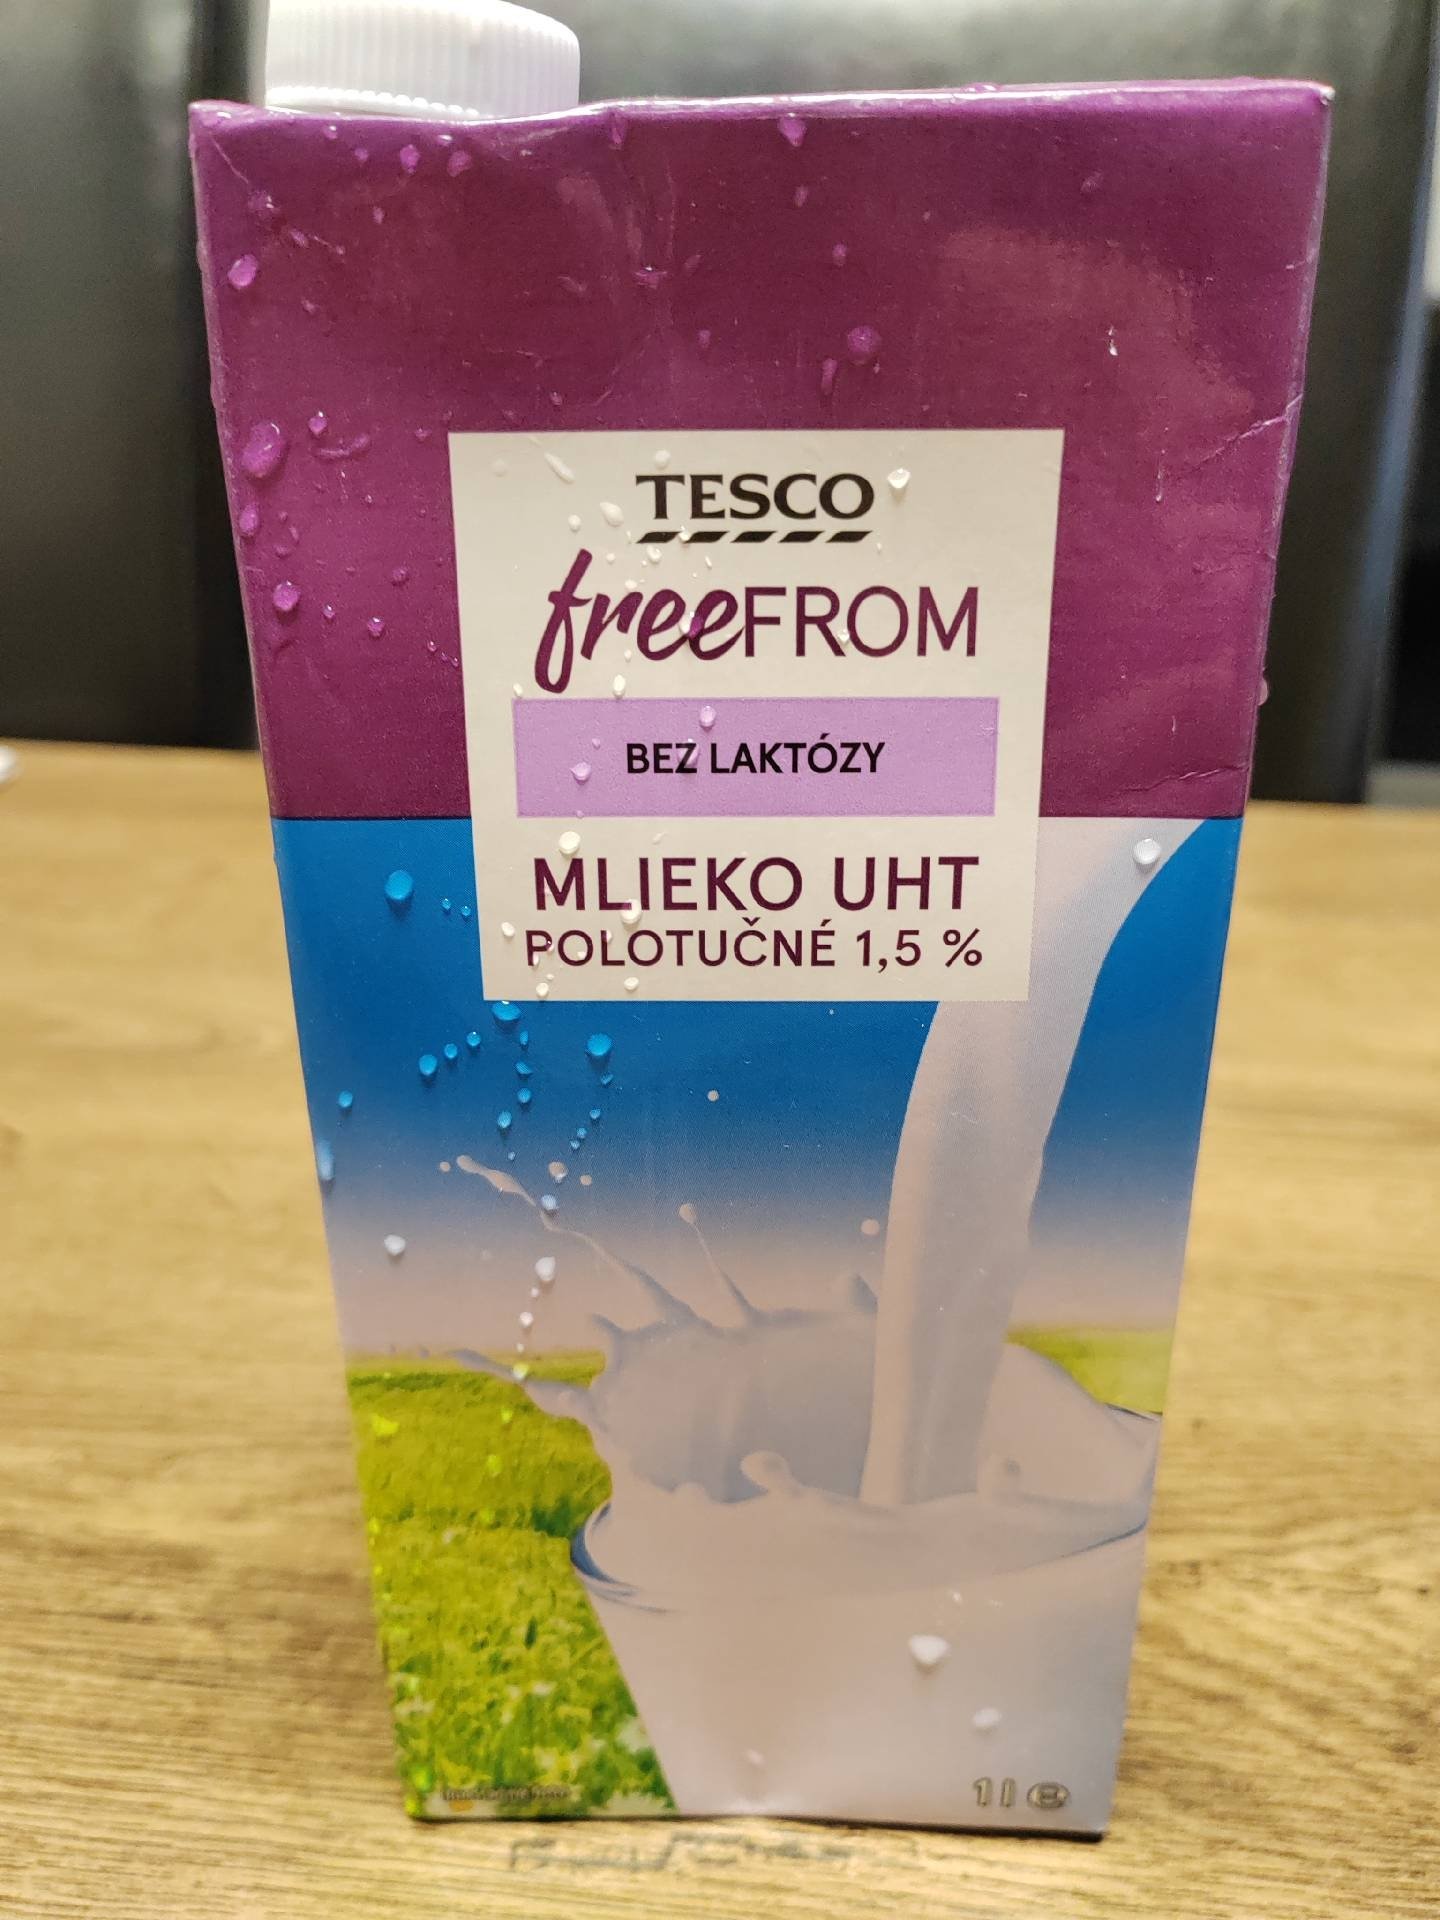 TESCO
freeFROM
BEZ LAKTÓZY
MLIEKO UHT
POLOTUČNÉ 1,5 %
1 l e